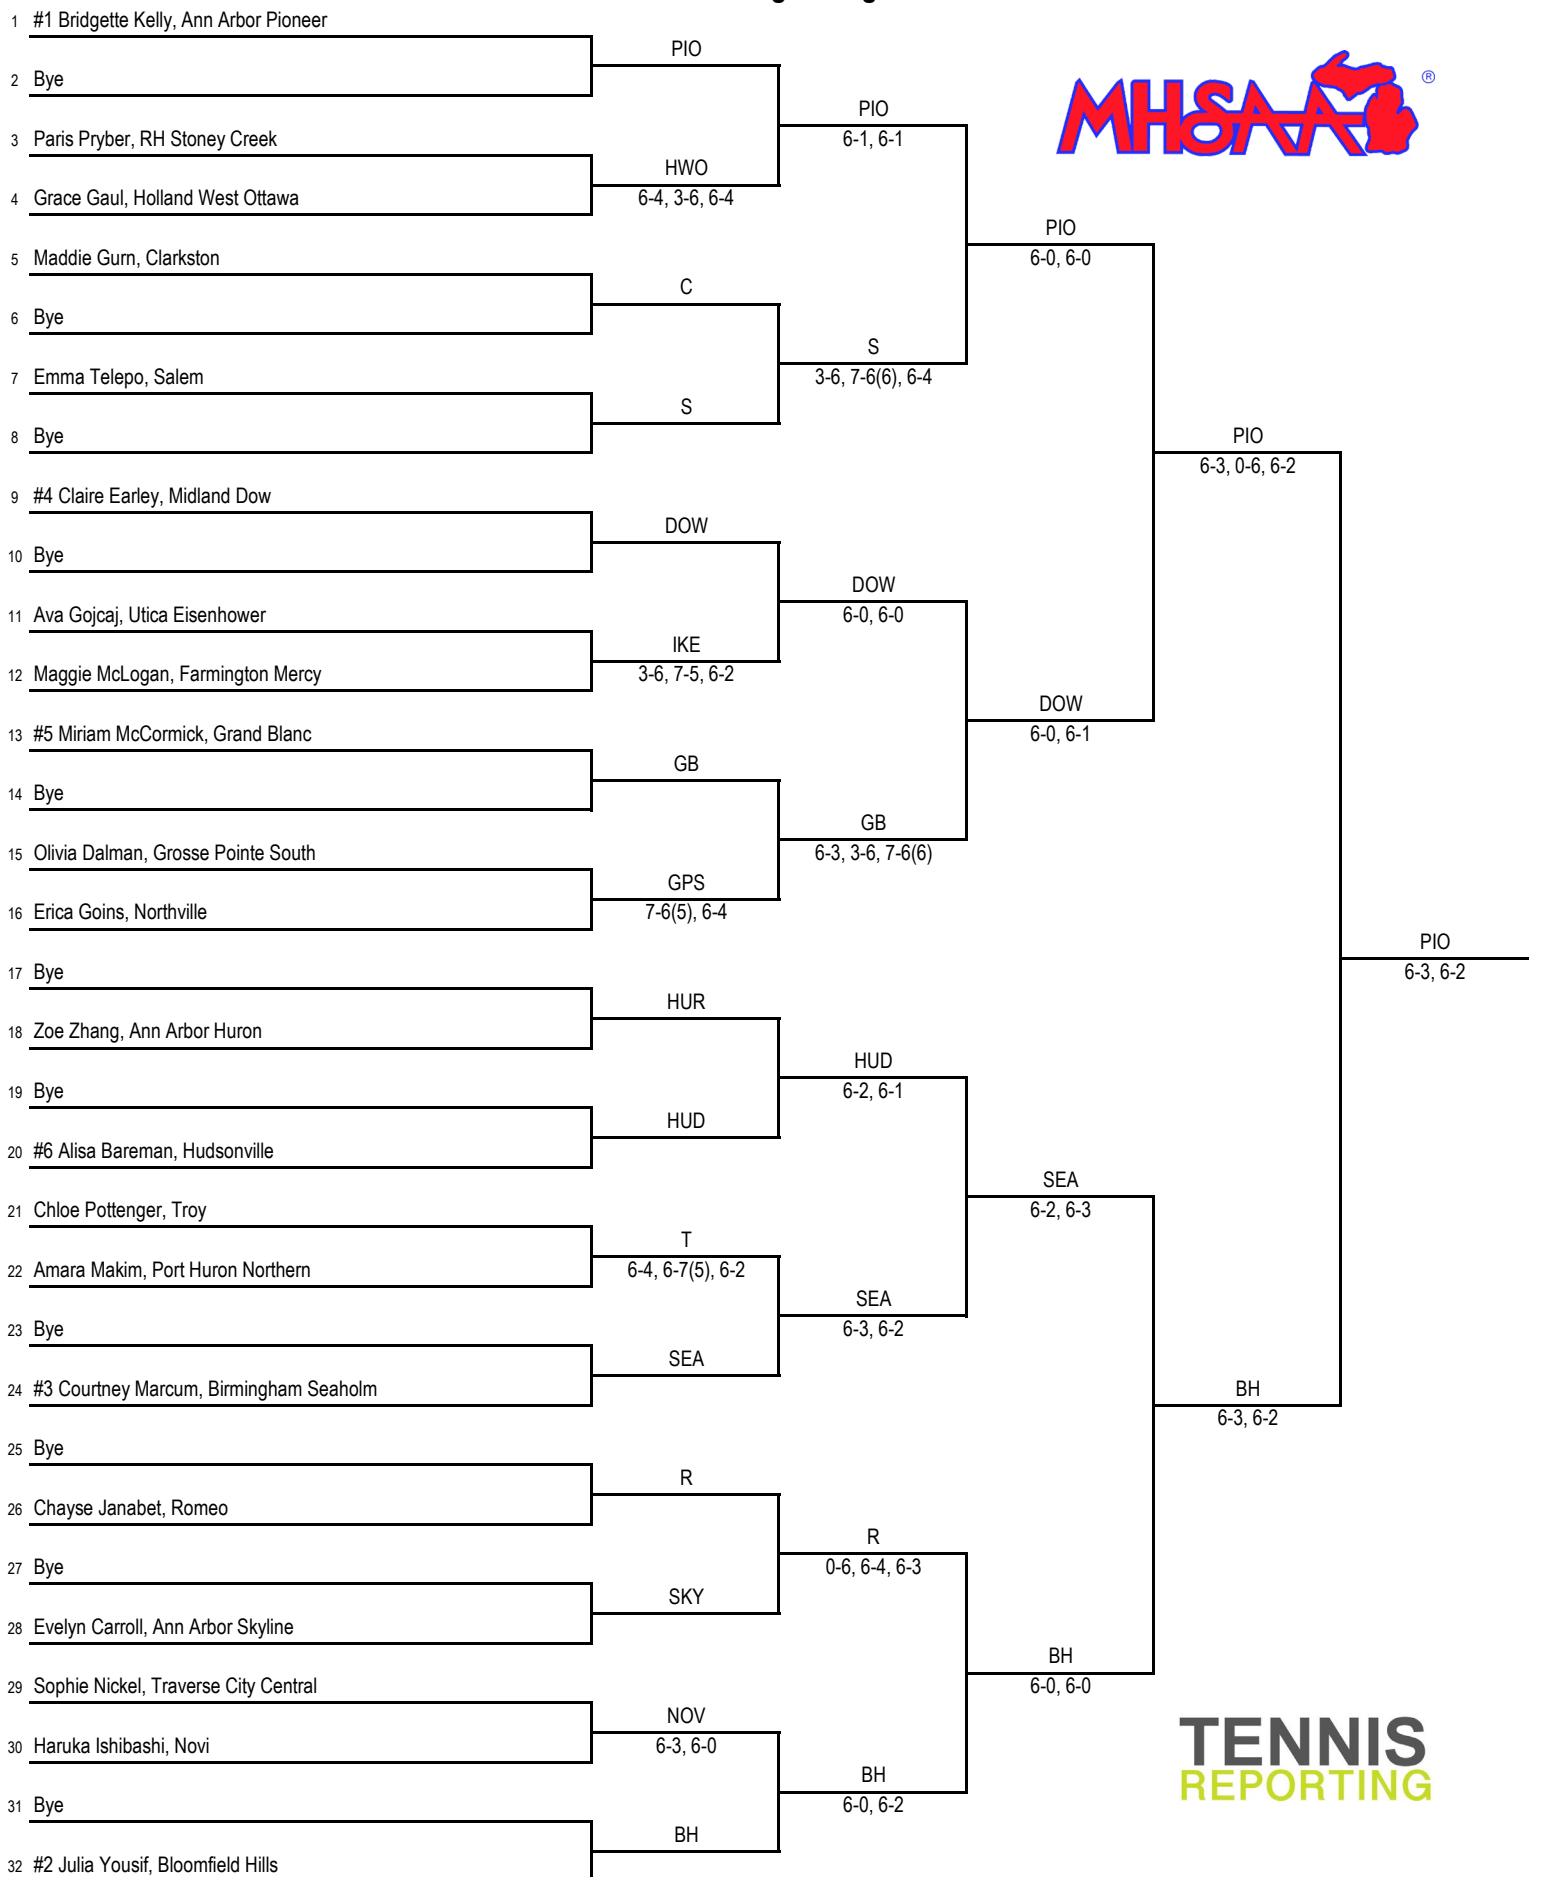 1 #1 Bridgette Kelly, Ann Arbor Pioneer
2 Bye
3 Paris Pryber, RH Stoney Creek
4 Grace Gaul, Holland West Ottawa
5 Maddie Gurn, Clarkston
6 Bye
7 Emma Telepo, Salem
8 Bye
9 #4 Claire Earley, Midland Dow
10 Bye
11 Ava Gojcaj, Utica Eisenhower
12 Maggie McLogan, Farmington Mercy
13 #5 Miriam McCormick, Grand Blanc
14 Bye
15 Olivia Dalman, Grosse Pointe South
16 Erica Goins, Northville
17 Bye
18 Zoe Zhang, Ann Arbor Huron
19 Bye
20 #6 Alisa Bareman, Hudsonville
21 Chloe Pottenger, Troy
22 Amara Makim, Port Huron Northern
23 Bye
24 #3 Courtney Marcum, Birmingham Seaholm
25 Bye
26 Chayse Janabet, Romeo
27 Bye
28 Evelyn Carroll, Ann Arbor Skyline
29 Sophie Nickel, Traverse City Central
30 Haruka Ishibashi, Novi
31 Bye
32 #2 Julia Yousif, Bloomfield Hills
PIO
HWO
6-4, 3-6, 6-4
C
S
DOW
IKE
3-6, 7-5, 6-2
GB
GPS
7-6(5), 6-4
HUR
HUD
T
6-4, 6-7(5), 6-2
SEA
R
SKY
NOV
6-3, 6-0
BH
PIO
6-1, 6-1
S
3-6, 7-6(6), 6-4
DOW
6-0, 6-0
GB
6-3, 3-6, 7-6(6)
HUD
6-2, 6-1
SEA
6-3, 6-2
R
0-6, 6-4, 6-3
BH
6-0, 6-2
PIO
6-0, 6-0
DOW
6-0, 6-1
SEA
6-2, 6-3
BH
6-0, 6-0
PIO
6-3, 0-6, 6-2
BH
6-3, 6-2
PIO
6-3, 6-2
MHSAA ®
TENNIS
REPORTING